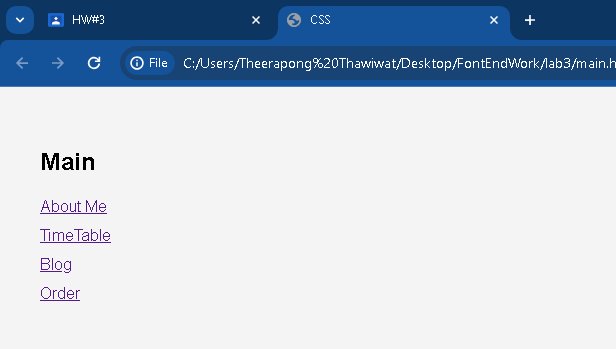 HW#3
CSS
File C:/Users/Theerapong%20Thawiwat/Desktop/FontEndWork/lab3/main.h
Main
About Me
TimeTable
Blog
Order